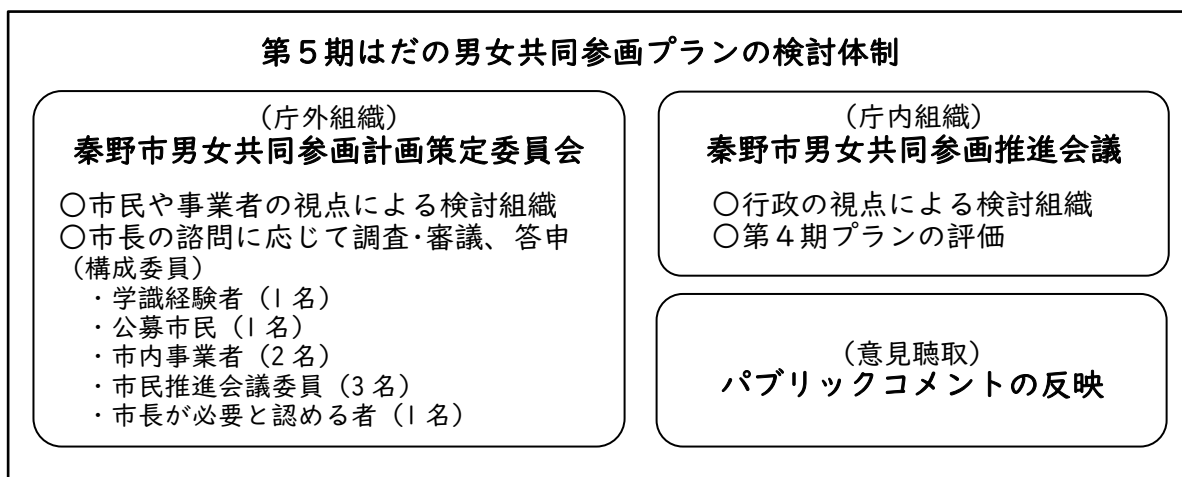 第5期はだの男女共同参画プランの検討体制
(庁外組織)
秦野市男女共同参画計画策定委員会
○市民や事業者の視点による検討組織
○市長の諮問に応じて調査・審議、答申
(構成委員)
・学識経験者(1名)
・公募市民(1名)
・市内事業者(2名)
・市民推進会議委員(3名)
・市長が必要と認める者(1名)
(庁内組織)
秦野市男女共同参画推進会議
○行政の視点による検討組織
○第4期プランの評価
(意見聴取)
パブリックコメントの反映